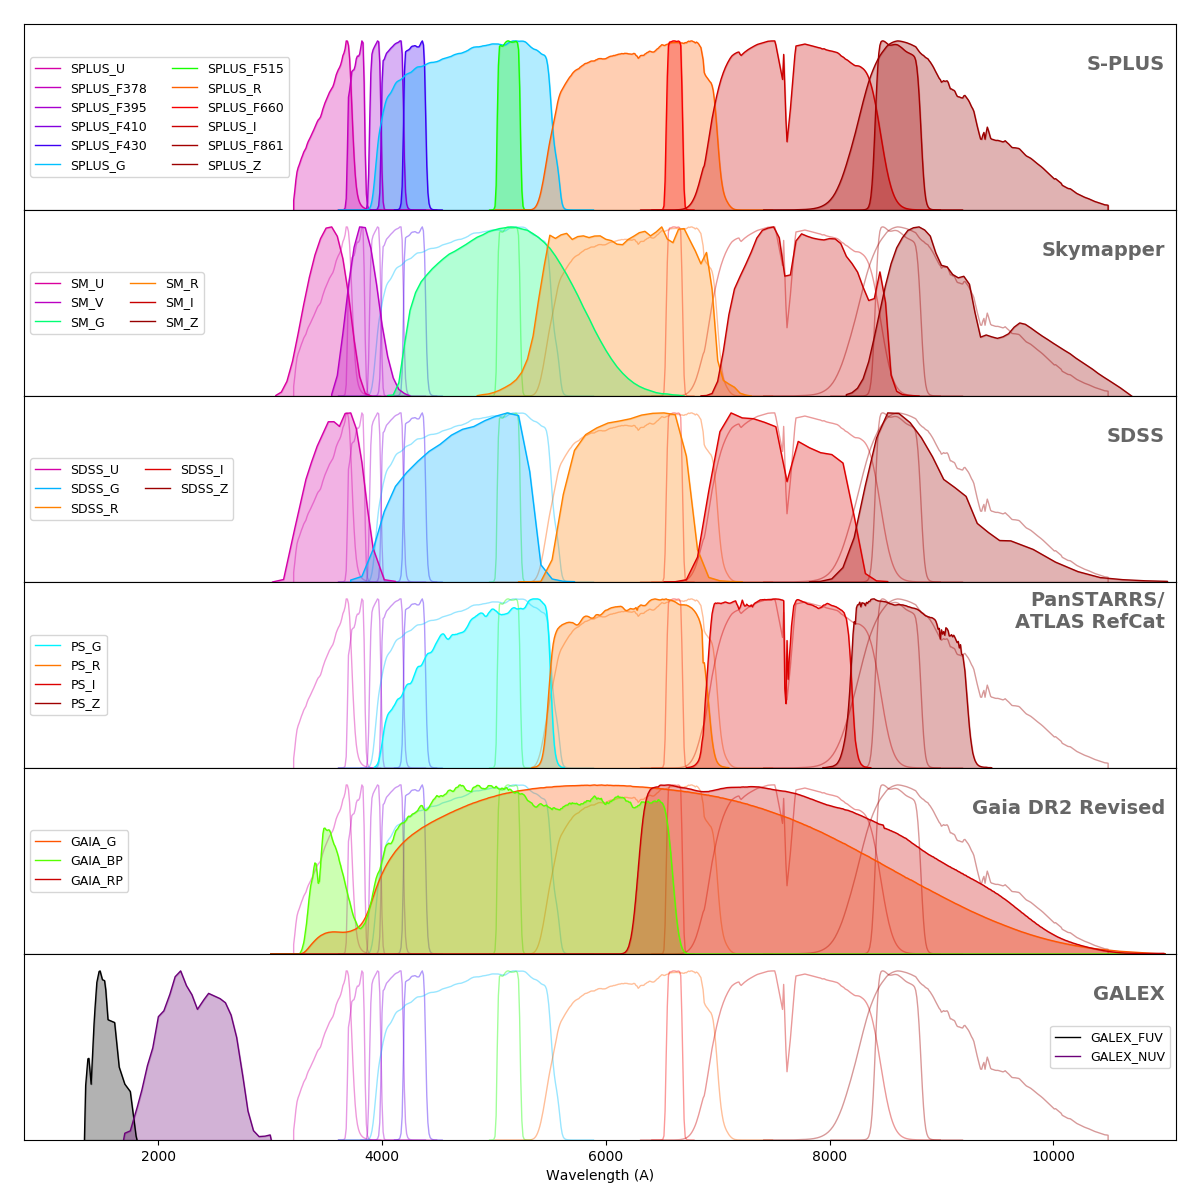 S-PLUS
SPLUS_U SPLUS_F515
SPLUS_F378 SPLUS_R
SPLUS_F395 SPLUS_F660
SPLUS_F410 SPLUS_I
SPLUS_F430 SPLUS_F861
SPLUS_G SPLUS_Z
Skymapper
SM_U SM_R
SM_V SM_I
SM_G SM_Z
SDSS
SDSS_U SDSS_I
SDSS_G SDSS_Z
SDSS_R
PanSTARRS/
ATLAS RefCat
PS_G
PS_R
PS_I
PS_Z
Gaia DR2 Revised
GAIA_G
GAIA_BP
GAIA_RP
GALEX
GALEX_FUV
GALEX_NUV
2000 4000 6000 8000 10000
Wavelength (A)